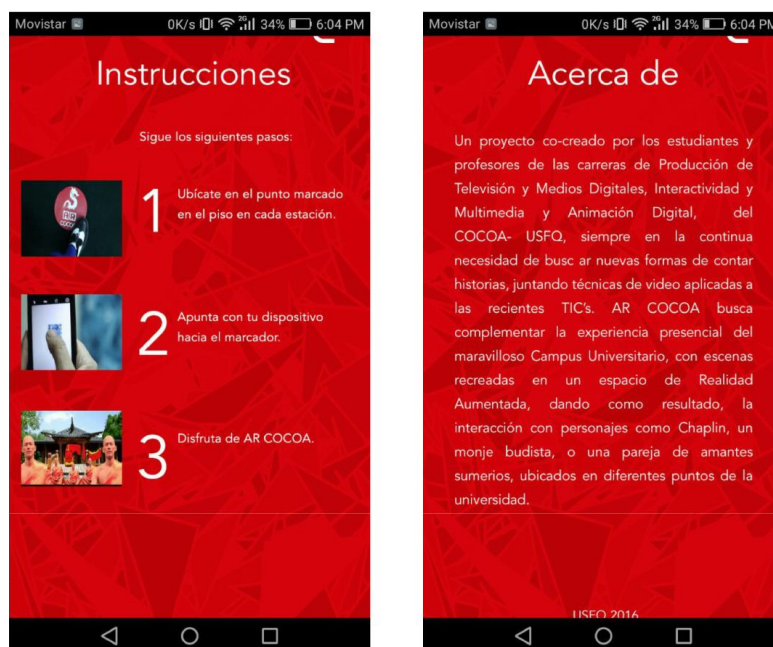 Movistar
0K/s 2G 34% 6:04 PM
Instrucciones
Sigue los siguientes pasos:
1
Ubícate en el punto marcado
en el piso en cada estación.
AR
COCOA
2
Apunta con tu dispositivo
hacia el marcador.
3
Disfruta de AR COCOA.
Movistar
0K/s 2G 34% 6:04 PM
Acerca de
Un proyecto co-creado por los estudiantes y
profesores de las carreras de Producción de
Televisión y Medios Digitales, Interactividad y
Multimedia y Animación Digital, del
COCOA- USFQ, siempre en la continua
necesidad de busc ar nuevas formas de contar
historias, juntando técnicas de video aplicadas a
las recientes TIC's. AR COCOA busca
complementar la experiencia presencial del
maravilloso Campus Universitario, con escenas
recreadas en un espacio de Realidad
Aumentada, dando como resultado, la
interacción con personajes como Chaplin, un
monje budista, o una pareja de amantes
sumerios, ubicados en diferentes puntos de la
universidad.
USFQ 2016